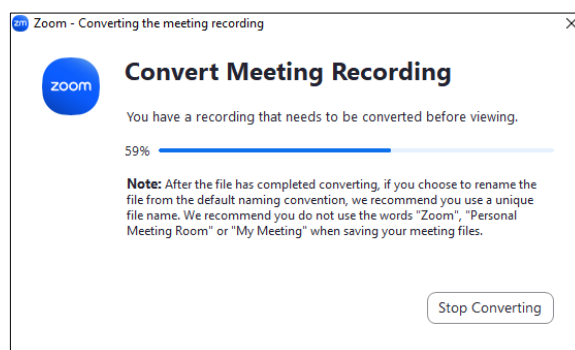 zm Zoom - Converting the meeting recording
zoom
Convert Meeting Recording
You have a recording that needs to be converted before viewing.
59%
Note: After the file has completed converting, if you choose to rename the
file from the default naming convention, we recommend you use a unique
file name. We recommend you do not use the words "Zoom", "Personal
Meeting Room" or "My Meeting" when saving your meeting files.
Stop Converting